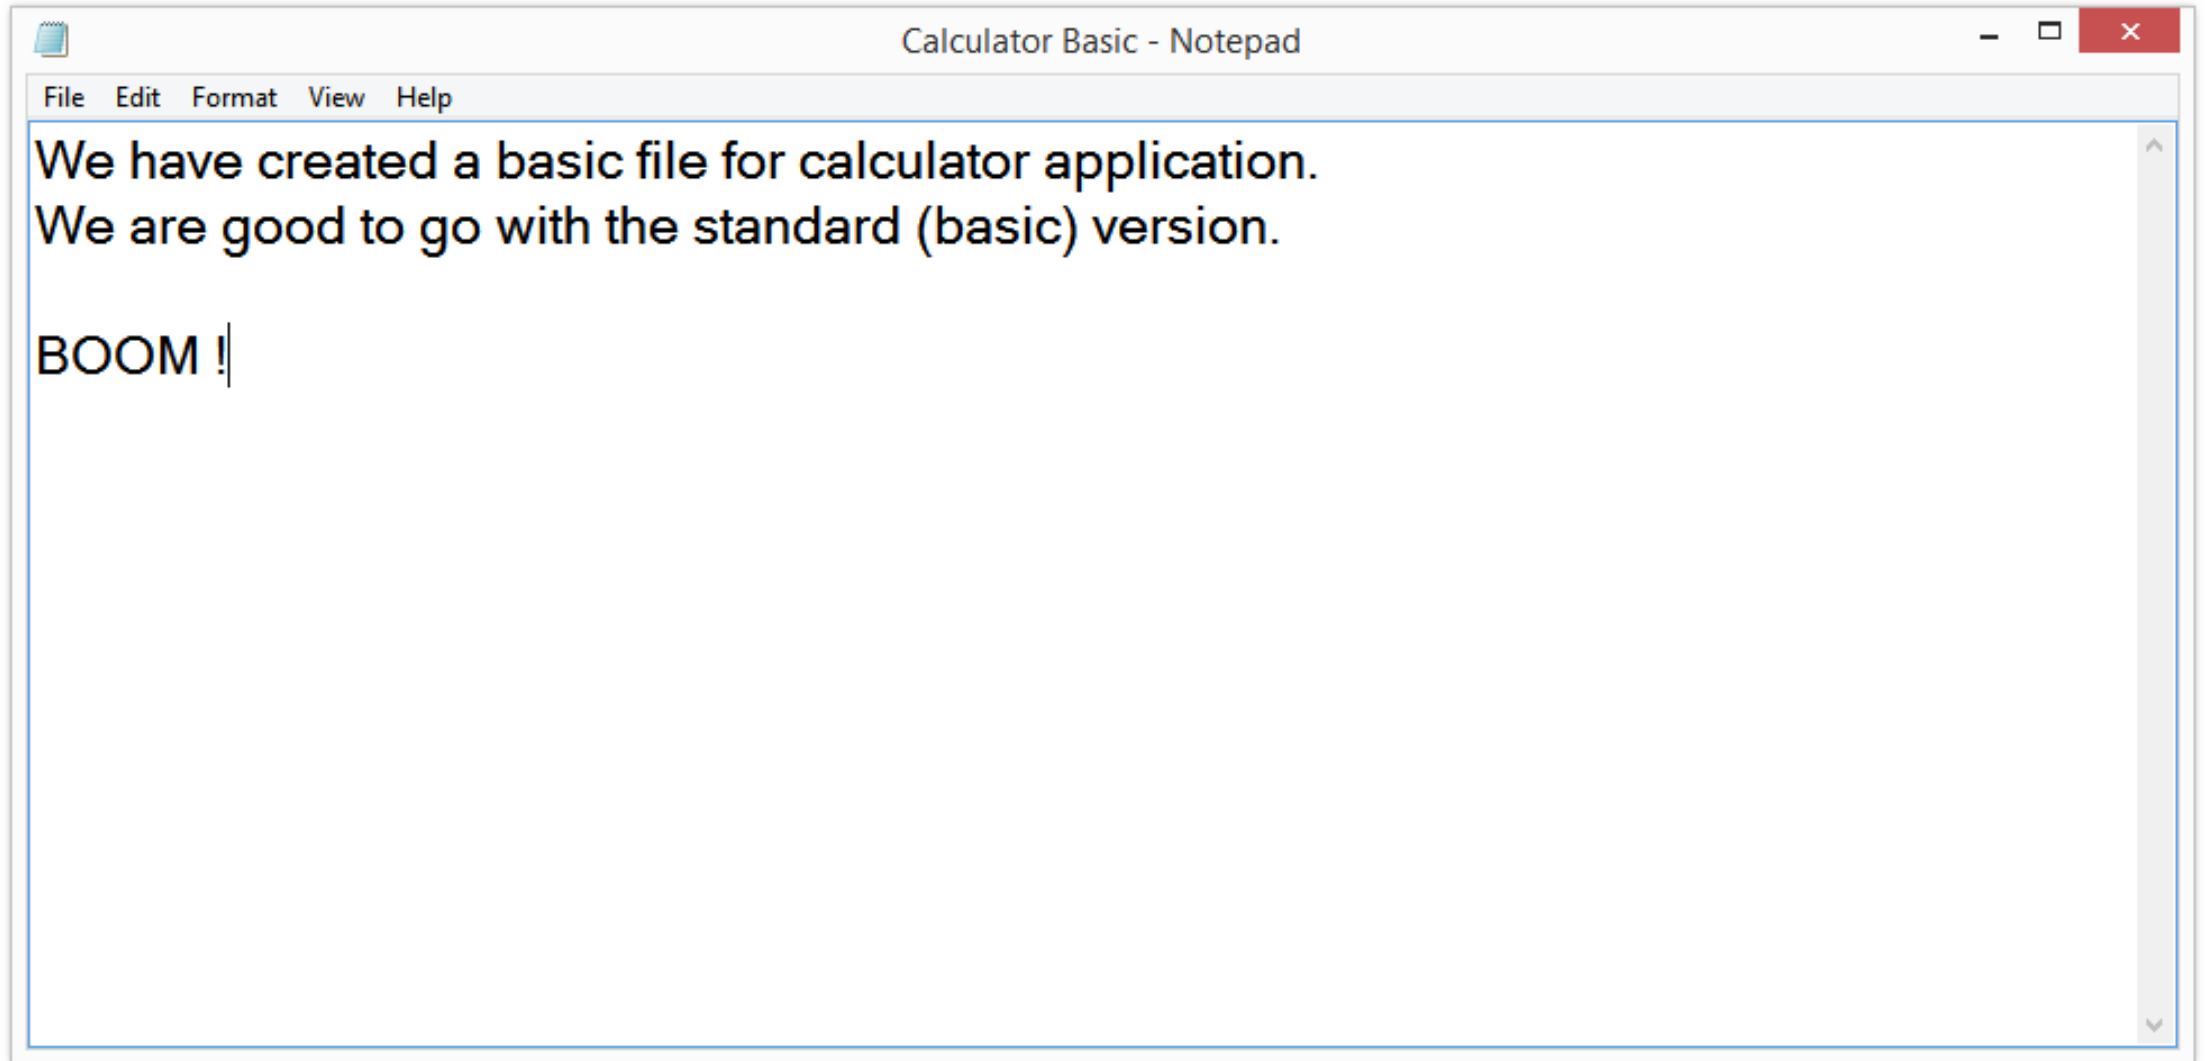 Calculator Basic - Notepad
File Edit Format View Help
We have created a basic file for calculator application.
We are good to go with the standard (basic) version.
BOOM !